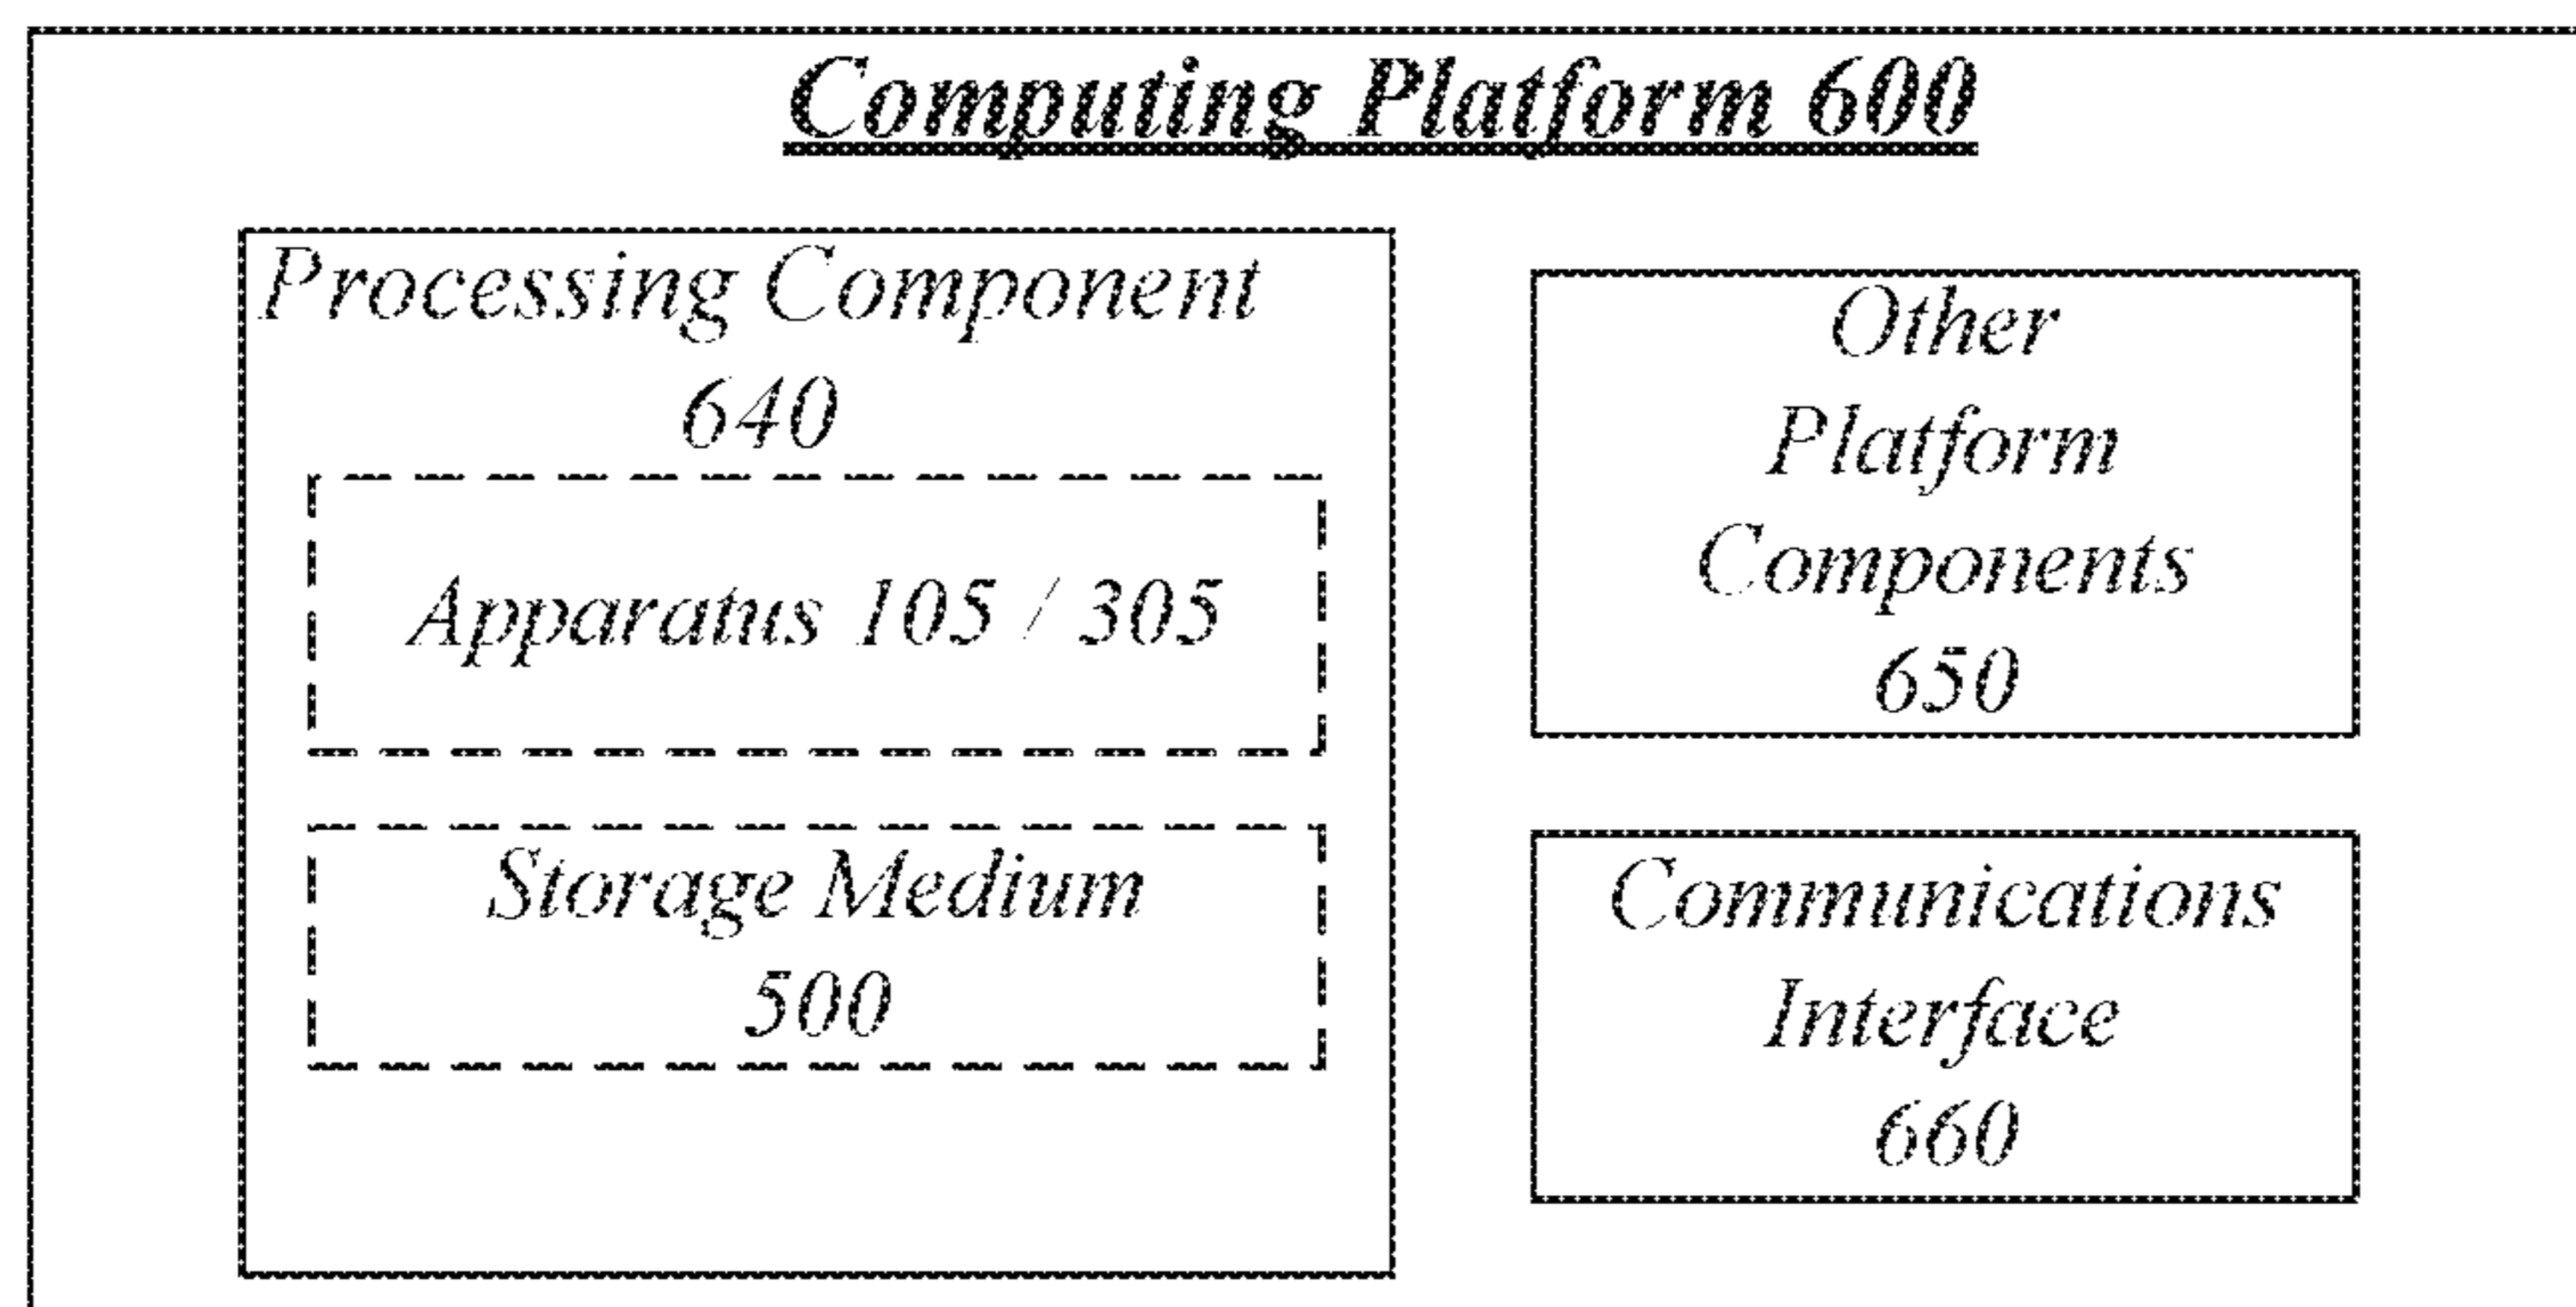 Computing Platform 600
Processing Component
640
Apparatus 105 / 305
Storage Medium
500
Other
Platform
Components
650
Communications
Interface
660